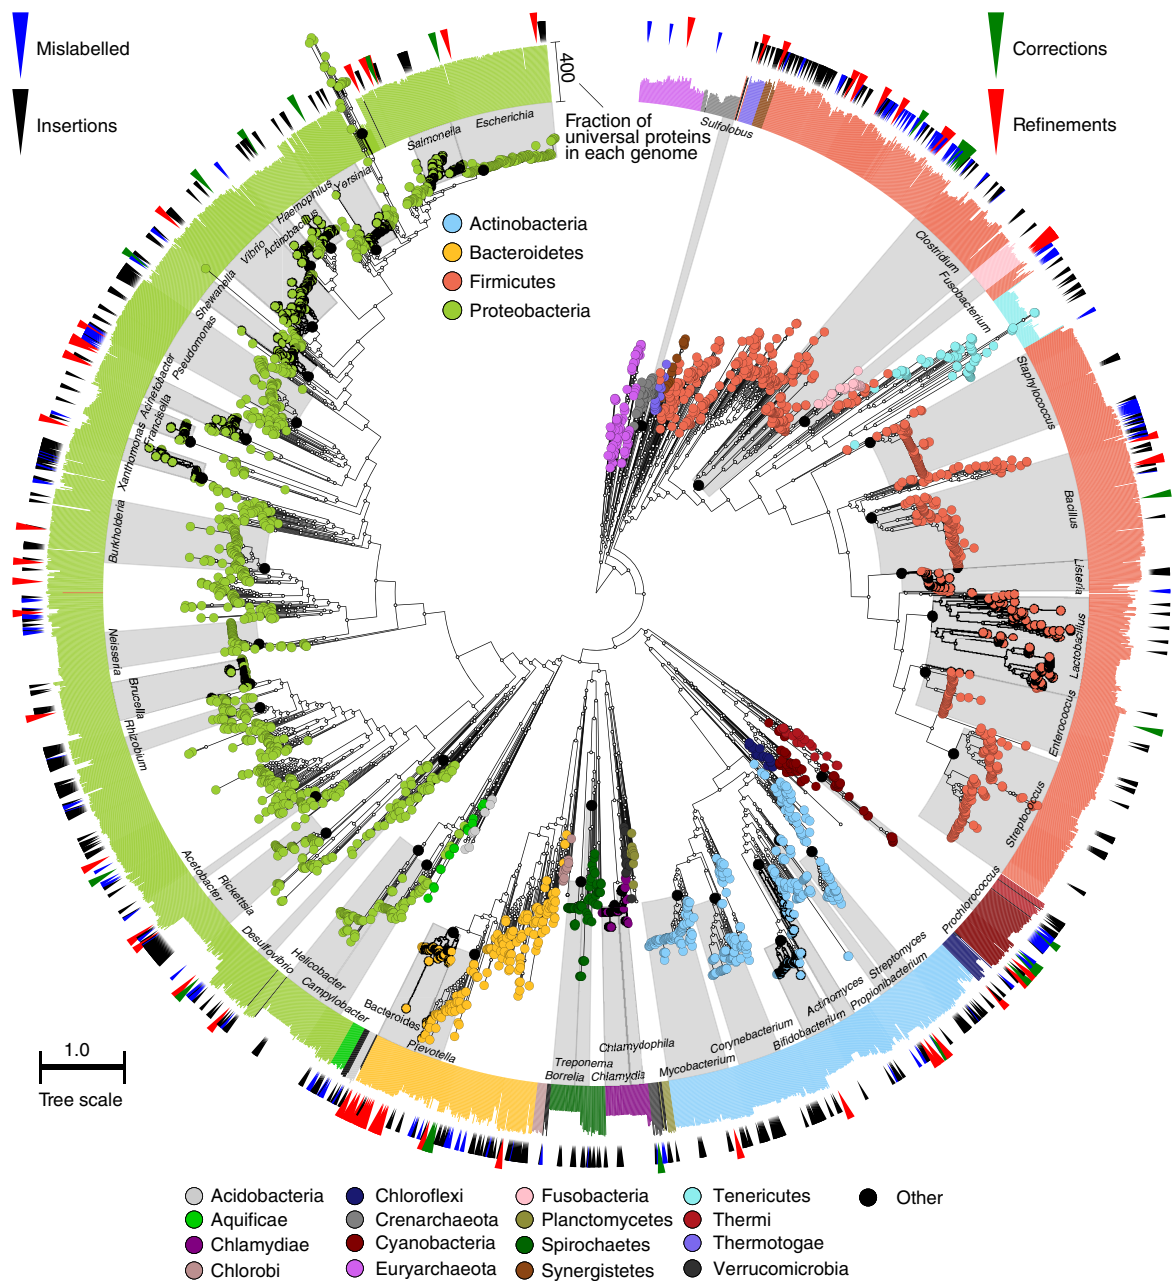 Mislabelled
Insertions
Corrections
Refinements
400
Fraction of
universal proteins
in each genome
Actinobacteria
Bacteroidetes
Firmicutes
Proteobacteria
Escherichia
Salmonella
Yersinia
Haemophilus
Actinobacillus
Vibrio
Shewanella
Pseudomonas
Acinetobacter
Francisella
Xanthomonas
Burkholderia
Neisseria
Brucella
Rhizobium
Acetobacter
Rickettsia
Desulfovibrio
Helicobacter
Campylobacter
Bacteroides
Plevotella
Treponema
Borrelia
Chlamydophila
Chlamydis
Mycobacterium
Corynebacterium
Bifidobacterium
Actinomyces
Propionibacterium
Streptomyces
Prochlorococcus
Streptococcus
Enterococcus
Lactobacillus
Listeria
Bacillus
Staphylococcus
Fusobacterium
Clostridium
Sulfolobus
1.0
Tree scale
Acidobacteria
Aquificae
Chlamydiae
Chlorobi
Chloroflexi
Crenarchaeota
Cyanobacteria
Euryarchaeota
Fusobacteria
Planctomycetes
Spirochaetes
Synergistetes
Tenericutes
Thermi
Thermotogae
Verrucomicrobia
Other